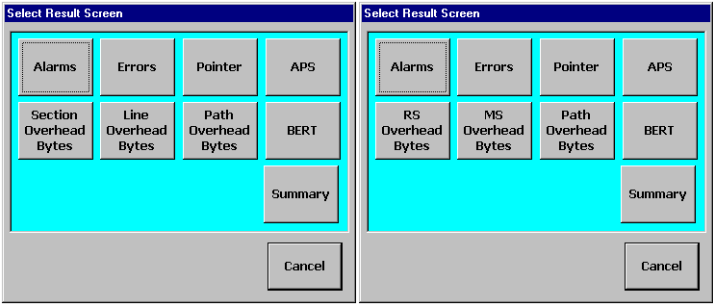 Select Result Screen
Alarms
Errors
Pointer
APS
Section
Overhead
Bytes
Line
Overhead
Bytes
Path
Overhead
Bytes
BERT
Summary
Cancel
Select Result Screen
Alarms
Errors
Pointer
APS
RS
Overhead
Bytes
MS
Overhead
Bytes
Path
Overhead
Bytes
BERT
Summary
Cancel